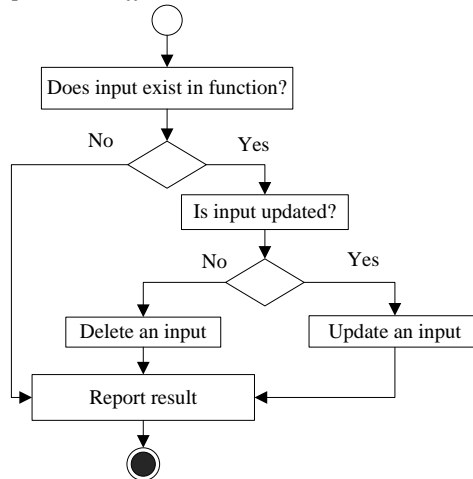 Does input exist in function?
No
Yes
Is input updated?
No
Yes
Delete an input
Update an input
Report result